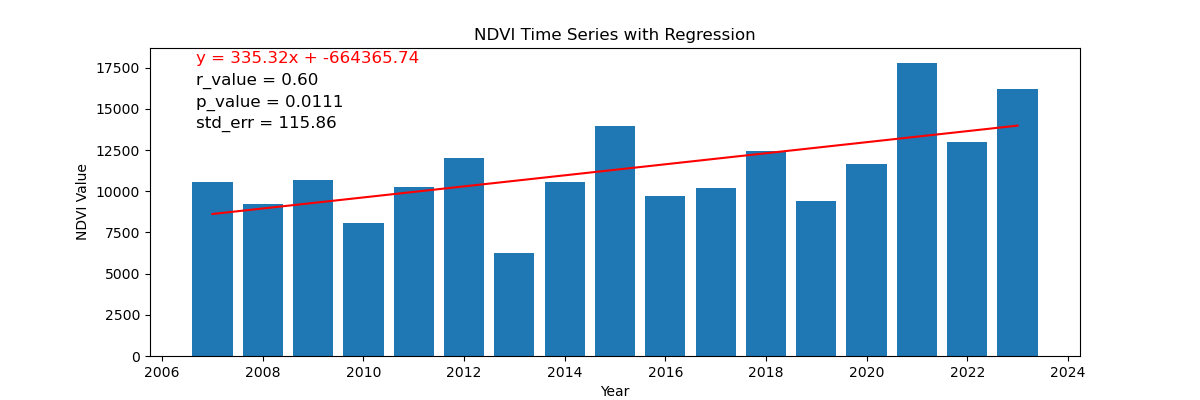 NDVI Time Series with Regression
y = 335.32x + -664365.74
r_value = 0.60
p_value = 0.0111
std_err = 115.86
17500
15000
12500
10000
7500
5000
2500
0
NDVI Value
2006 2008 2010 2012 2014 2016 2018 2020 2022 2024
Year